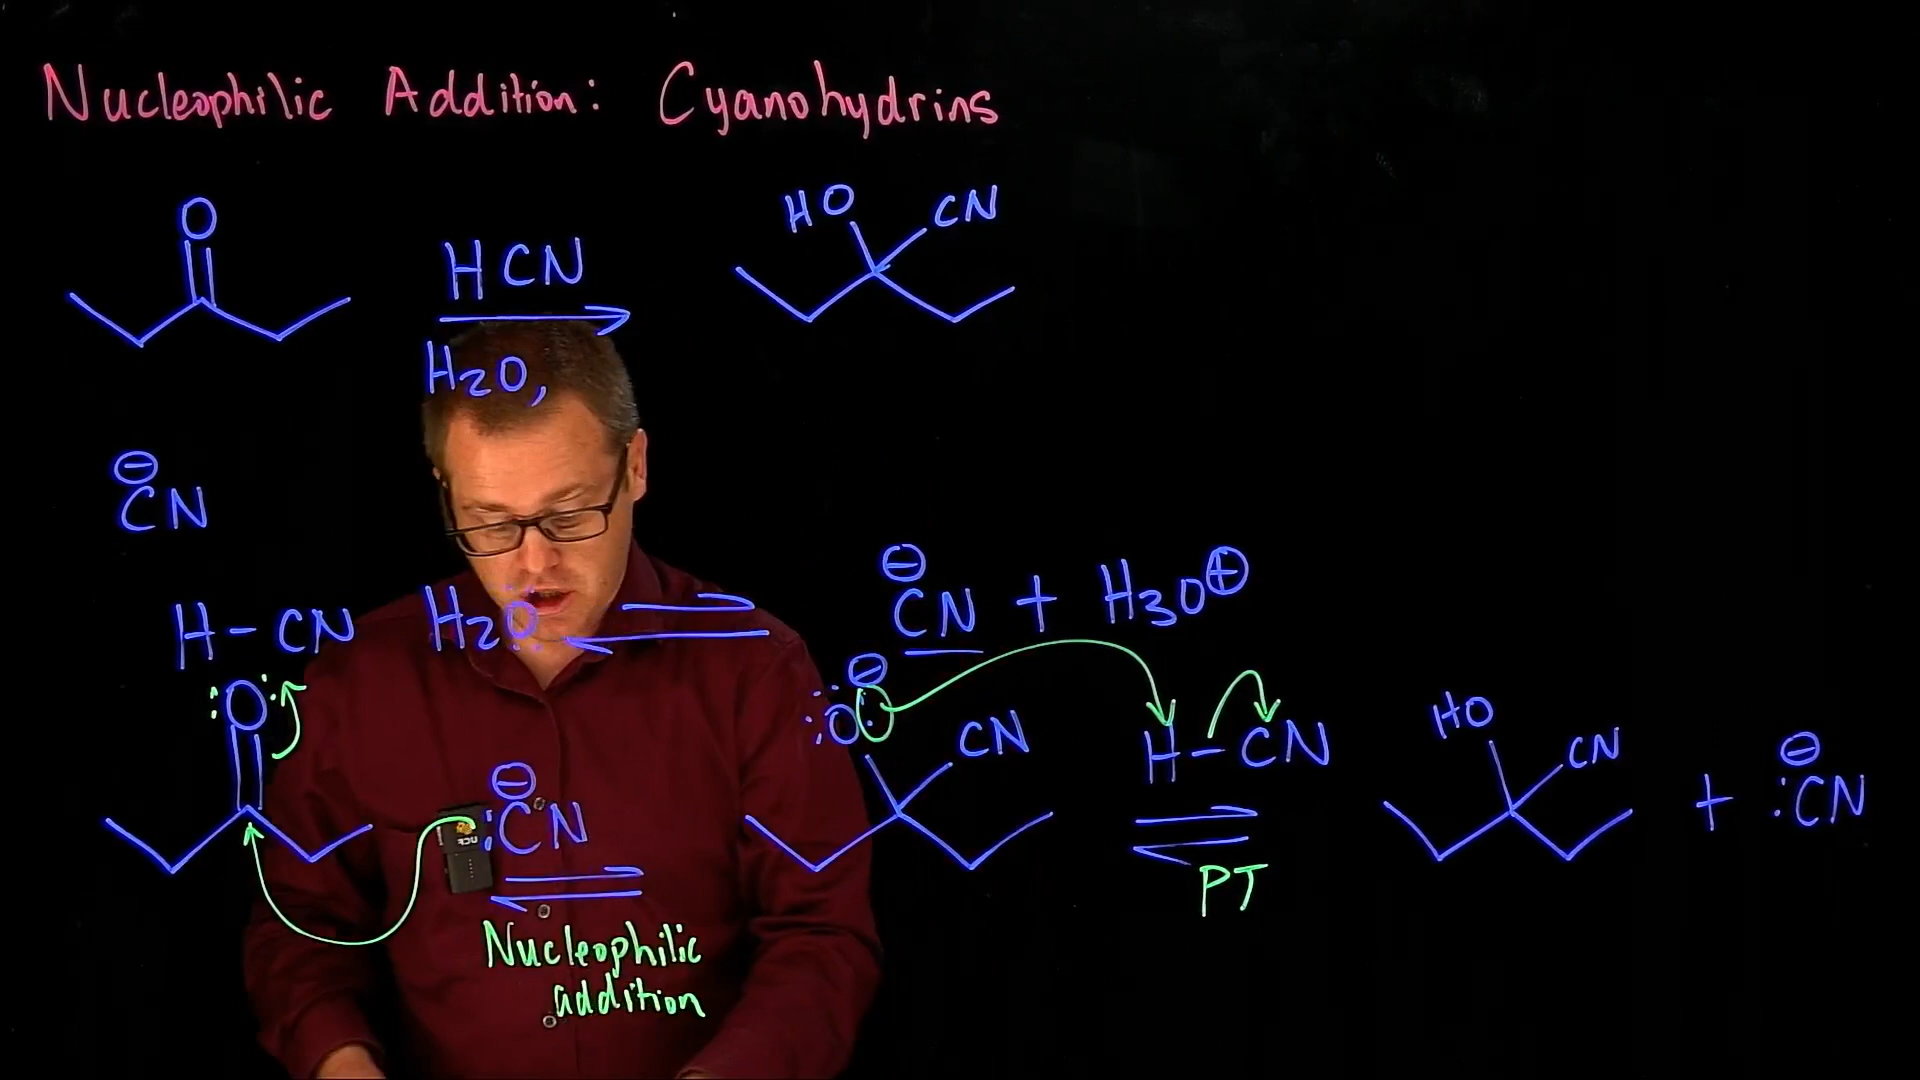 Nucleophilic Addition: Cyanohydrins
O
HCN
H2O,
HO CN
⊖
CN
H-CN H2O: ⇌ ⊖CN + H3O⊕
:O: :⊖CN
⇌
Nucleophilic
addition
:O:⊖ CN
H-CN
⇌
PT
HO CN + :⊖CN
UCF